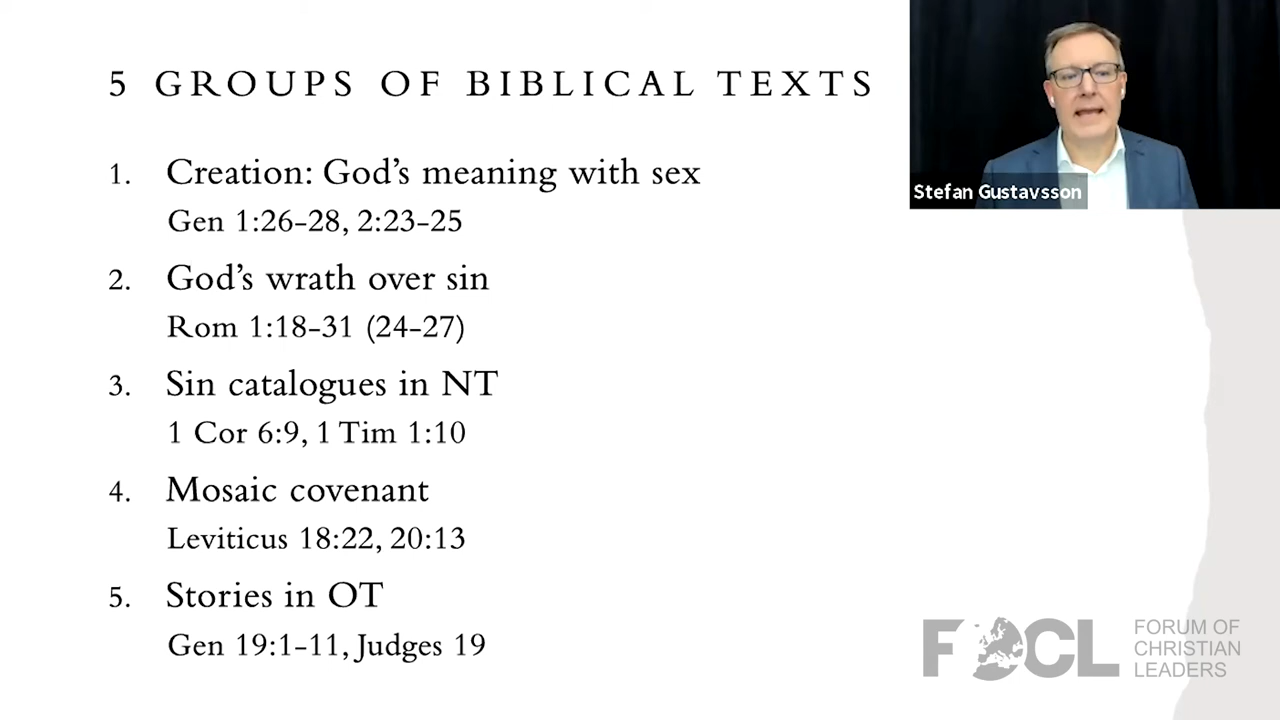 5 GROUPS OF BIBLICAL TEXTS
Stefan Gustavsson
1. Creation: God's meaning with sex
Gen 1:26-28, 2:23-25
2. God's wrath over sin
Rom 1:18-31 (24-27)
3. Sin catalogues in NT
1 Cor 6:9, 1 Tim 1:10
4. Mosaic covenant
Leviticus 18:22, 20:13
5. Stories in OT
Gen 19:1-11, Judges 19
FOCL
FORUM OF
CHRISTIAN
LEADERS